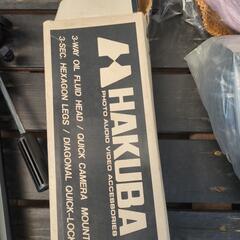 HAKUBA
PHOTO AUDIO VIDEO ACCESSORIES
3-WAY OIL FLUID HEAD / QUICK CAMERA MOUNT
3-SEC. HEXAGON LEGS / DIAGONAL QUICK-LOCK